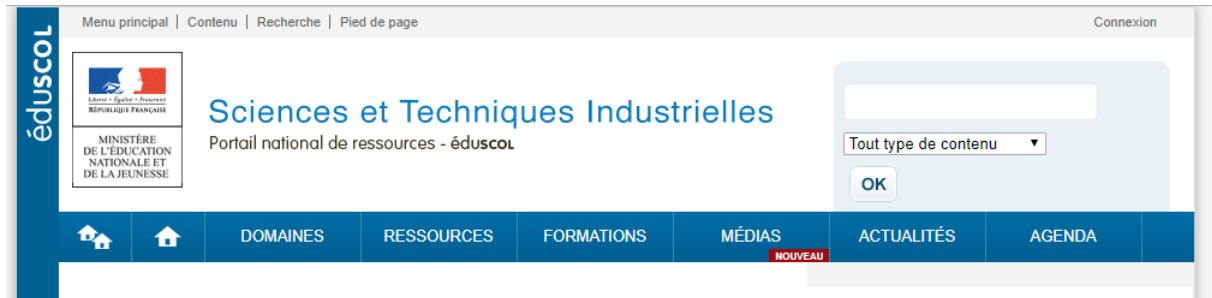 Menu principal | Contenu | Recherche | Pied de page
Connexion
éduscol
Liberté • Égalité • Fraternité
RÉPUBLIQUE FRANÇAISE
MINISTÈRE
DE L'ÉDUCATION
NATIONALE ET
DE LA JEUNESSE
Sciences et Techniques Industrielles
Portail national de ressources - éduscol
Tout type de contenu
OK
DOMAINES RESSOURCES FORMATIONS MÉDIAS ACTUALITÉS AGENDA
NOUVEAU